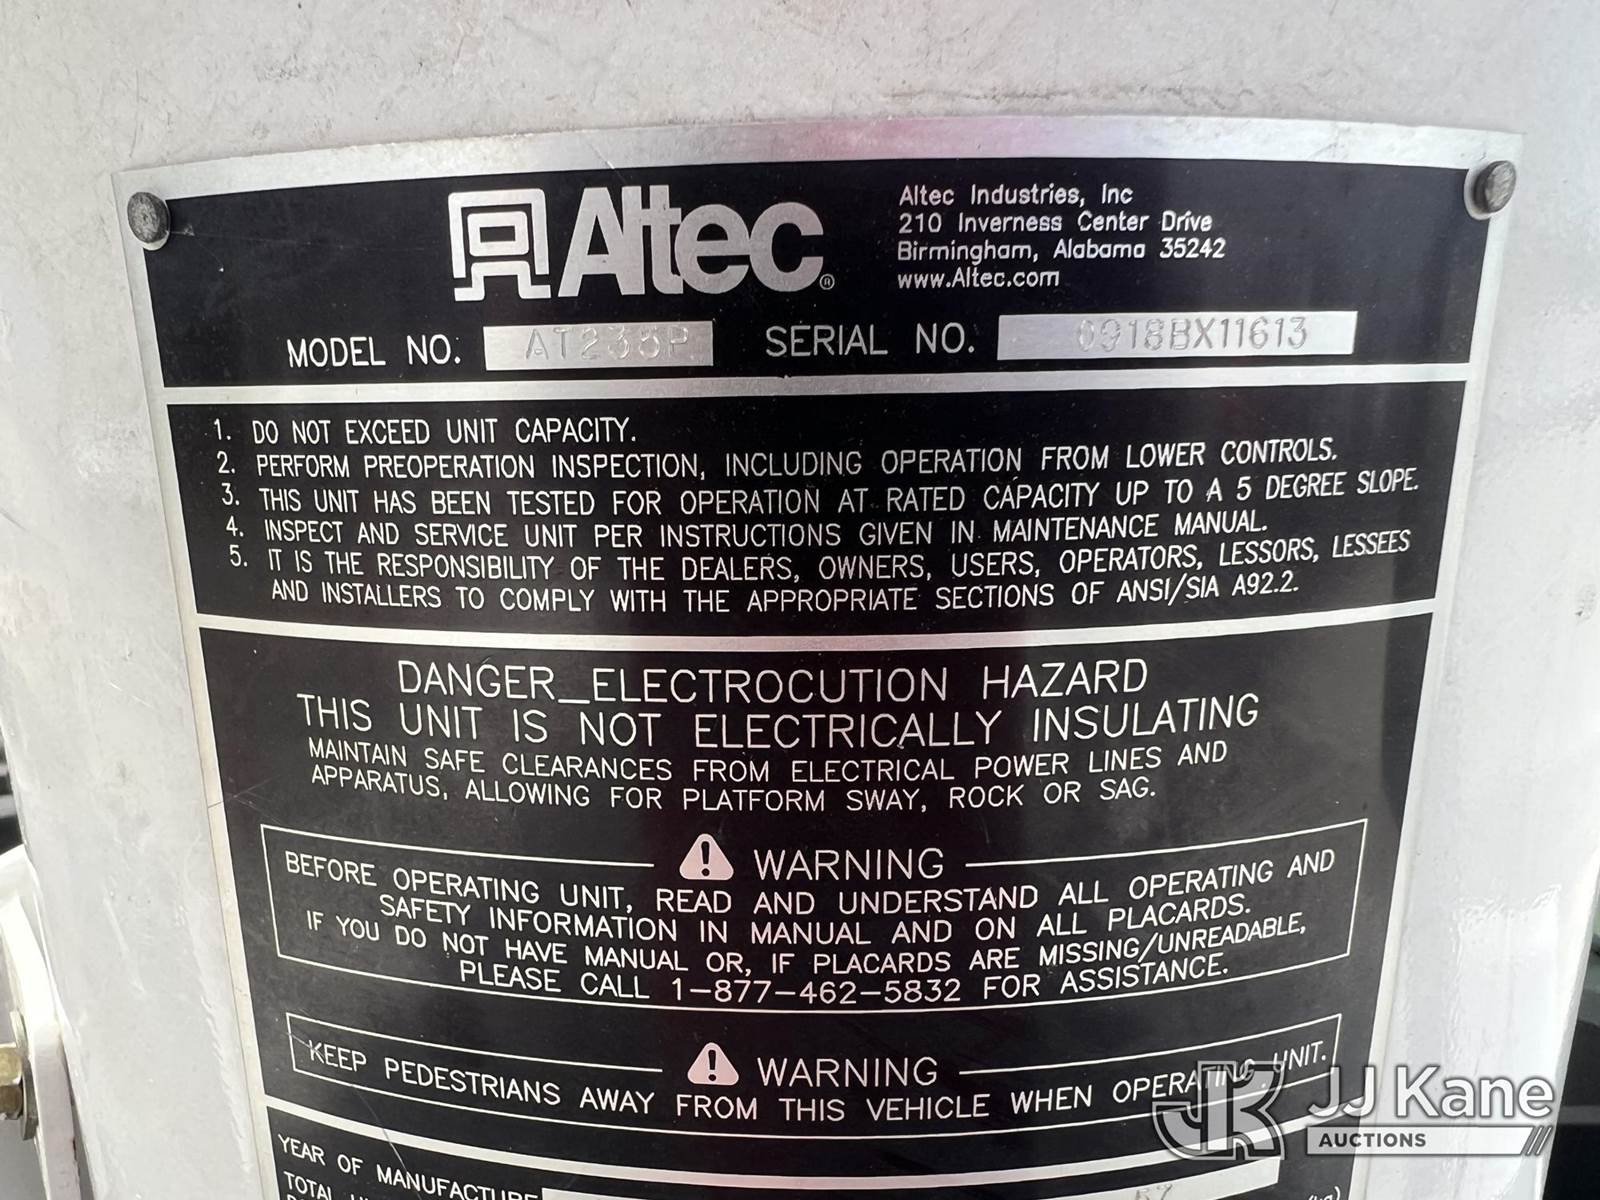 Altec®
Altec Industries, Inc
210 Inverness Center Drive
Birmingham, Alabama 35242
www.Altec.com
MODEL NO. AT235P SERIAL NO. 0918BX11613
1. DO NOT EXCEED UNIT CAPACITY.
2. PERFORM PREOPERATION INSPECTION, INCLUDING OPERATION FROM LOWER CONTROLS.
3. THIS UNIT HAS BEEN TESTED FOR OPERATION AT RATED CAPACITY UP TO A 5 DEGREE SLOPE.
4. INSPECT AND SERVICE UNIT PER INSTRUCTIONS GIVEN IN MAINTENANCE MANUAL.
5. IT IS THE RESPONSIBILITY OF THE DEALERS, OWNERS, USERS, OPERATORS, LESSORS, LESSEES
AND INSTALLERS TO COMPLY WITH THE APPROPRIATE SECTIONS OF ANSI/SIA A92.2.
DANGER_ELECTROCUTION HAZARD
THIS UNIT IS NOT ELECTRICALLY INSULATING
MAINTAIN SAFE CLEARANCES FROM ELECTRICAL POWER LINES AND
APPARATUS, ALLOWING FOR PLATFORM SWAY, ROCK OR SAG.
WARNING
BEFORE OPERATING UNIT, READ AND UNDERSTAND ALL OPERATING AND
SAFETY INFORMATION IN MANUAL AND ON ALL PLACARDS.
IF YOU DO NOT HAVE MANUAL OR, IF PLACARDS ARE MISSING/UNREADABLE,
PLEASE CALL 1-877-462-5832 FOR ASSISTANCE.
WARNING
KEEP PEDESTRIANS AWAY FROM THIS VEHICLE WHEN OPERATING UNIT.
YEAR OF MANUFACTURE
TOTAL
JK JJ Kane
AUCTIONS